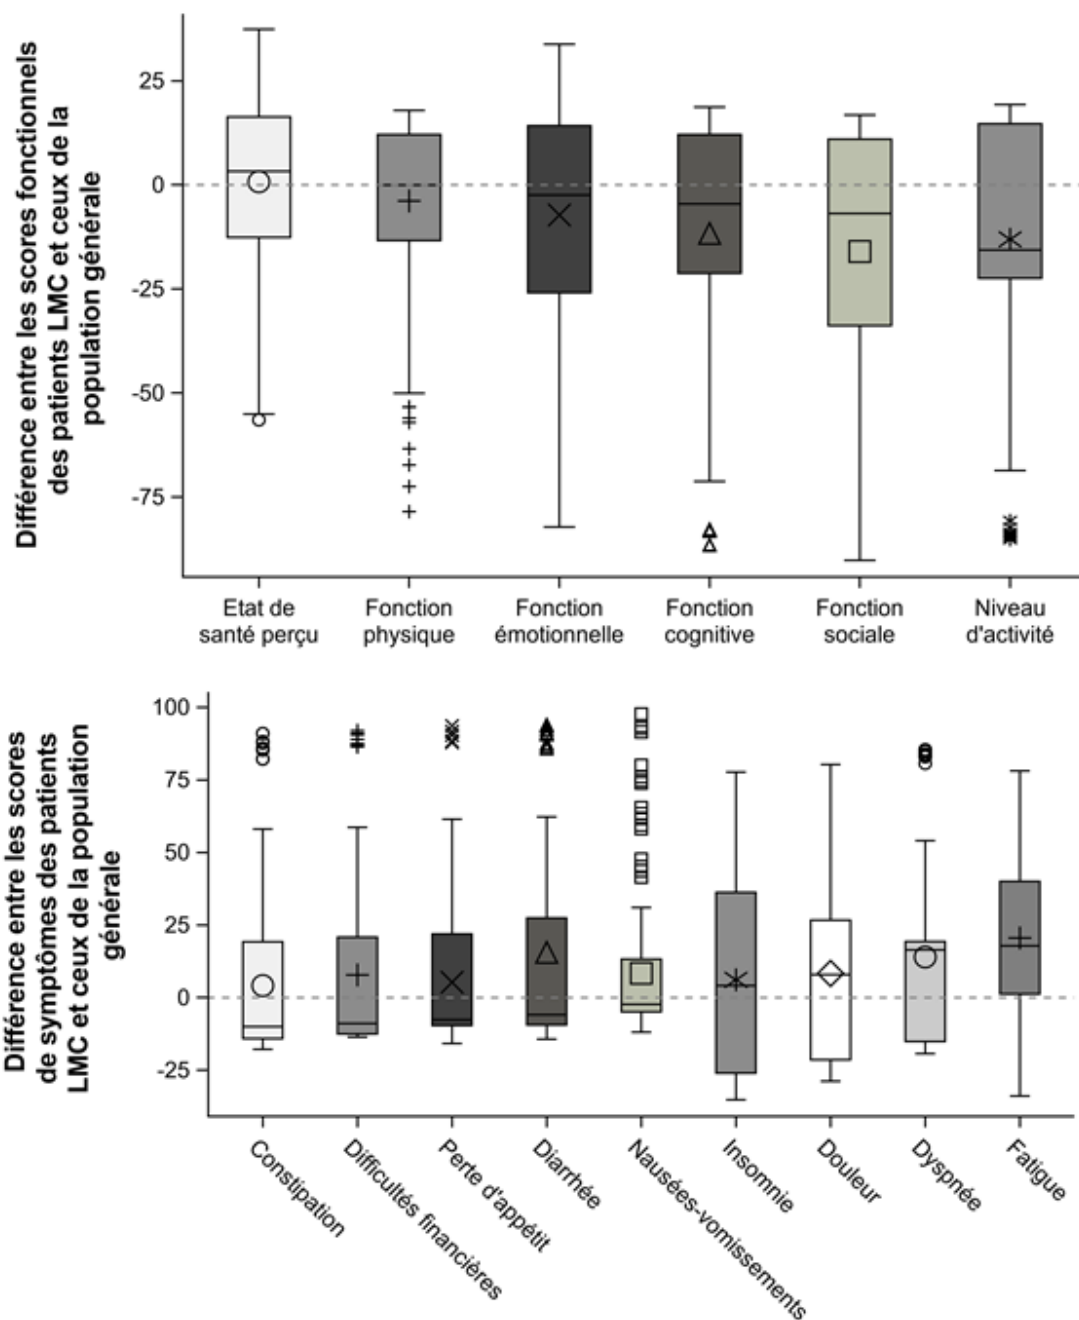 Différence entre les scores fonctionnels
des patients LMC et ceux de la
population générale
25
0
-25
-50
-75
Etat de
santé perçu
Fonction
physique
Fonction
émotionnelle
Fonction
cognitive
Fonction
sociale
Niveau
d'activité
Différence entre les scores
de symptômes des patients
LMC et ceux de la population
générale
100
75
50
25
0
-25
Constipation
Difficultés financières
Perte d'appétit
Diarrhée
Nausées-vomissements
Insomnie
Douleur
Dyspnée
Fatigue